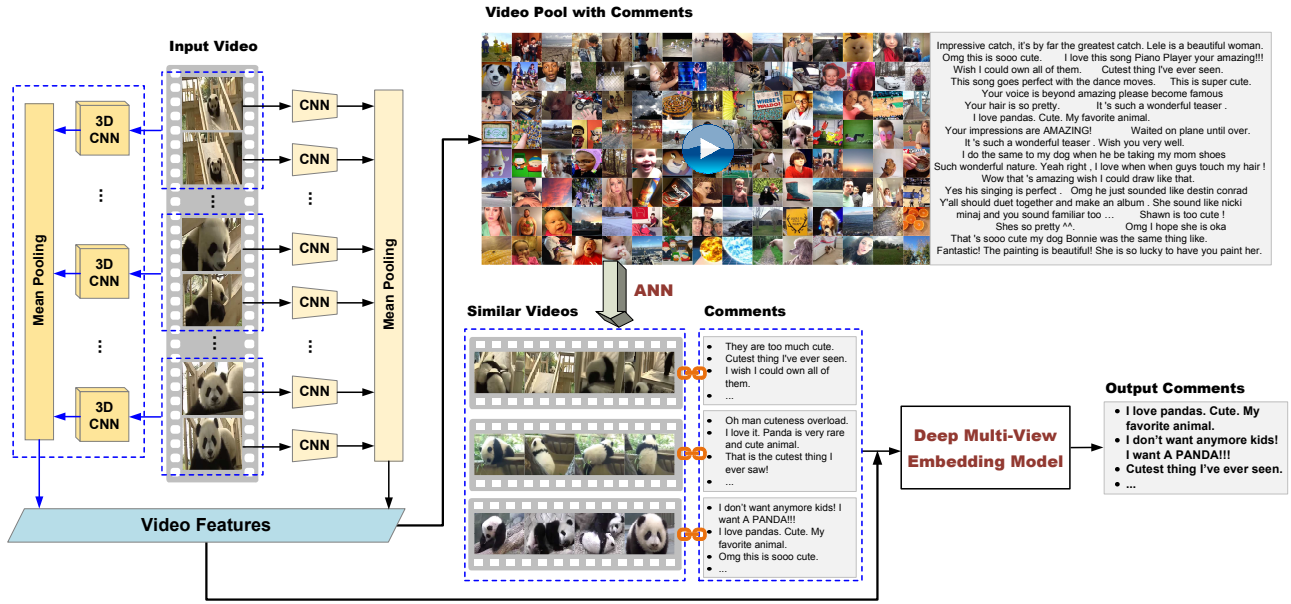 Input Video
Mean Pooling
3D
CNN
3D
CNN
3D
CNN
...
...
...
...
CNN
CNN
...
CNN
CNN
...
CNN
CNN
Mean Pooling
Video Features
Video Pool with Comments
WHERE'S
WALDO?
Impressive catch, it's by far the greatest catch. Lele is a beautiful woman.
Omg this is sooo cute. I love this song Piano Player your amazing!!!
Wish I could own all of them. Cutest thing I've ever seen.
This song goes perfect with the dance moves. This is super cute.
Your voice is beyond amazing please become famous
Your hair is so pretty. It 's such a wonderful teaser .
I love pandas. Cute. My favorite animal.
Your impressions are AMAZING! Waited on plane until over.
It 's such a wonderful teaser . Wish you very well.
I do the same to my dog when he be taking my mom shoes
Such wonderful nature. Yeah right , I love when when guys touch my hair !
Wow that 's amazing wish I could draw like that.
Yes his singing is perfect . Omg he just sounded like destin conrad
Y'all should duet together and make an album . She sound like nicki
minaj and you sound familiar too … Shawn is too cute !
Shes so pretty ^^. Omg I hope she is oka
That 's sooo cute my dog Bonnie was the same thing like.
Fantastic! The painting is beautiful! She is so lucky to have you paint her.
ANN
Similar Videos
Comments
• They are too much cute.
• Cutest thing I've ever seen.
• I wish I could own all of
them.
• ...
• Oh man cuteness overload.
• I love it. Panda is very rare
and cute animal.
• That is the cutest thing I
ever saw!
• ...
• I don't want anymore kids! I
want A PANDA!!!
• I love pandas. Cute. My
favorite animal.
• Omg this is sooo cute.
• ...
Deep Multi-View
Embedding Model
Output Comments
• I love pandas. Cute. My
favorite animal.
• I don't want anymore kids!
I want A PANDA!!!
• Cutest thing I've ever seen.
• ...